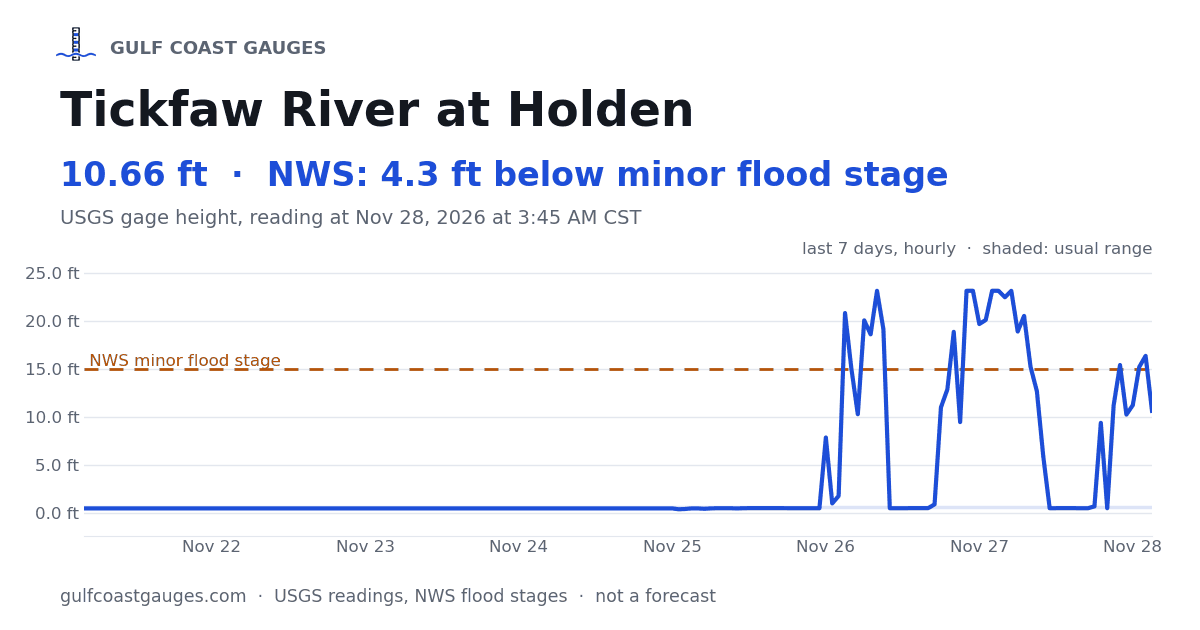 GULF COAST GAUGES
Tickfaw River at Holden
10.66 ft · NWS: 4.3 ft below minor flood stage
USGS gage height, reading at Nov 28, 2026 at 3:45 AM CST
last 7 days, hourly · shaded: usual range
25.0 ft
20.0 ft
NWS minor flood stage
15.0 ft
10.0 ft
5.0 ft
0.0 ft
Nov 22 Nov 23 Nov 24 Nov 25 Nov 26 Nov 27 Nov 28
gulfcoastgauges.com · USGS readings, NWS flood stages · not a forecast